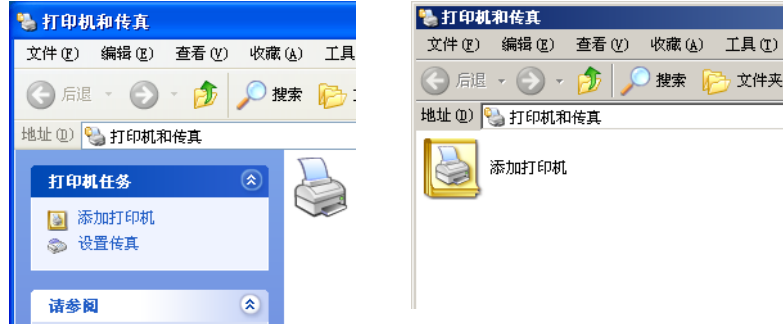 打印机和传真
文件(F) 编辑(E) 查看(V) 收藏(A) 工具
后退 搜索
地址(D) 打印机和传真
打印机任务
添加打印机
设置传真
请参阅
打印机和传真
文件(F) 编辑(E) 查看(V) 收藏(A) 工具(T)
后退 搜索 文件夹
地址(D) 打印机和传真
添加打印机